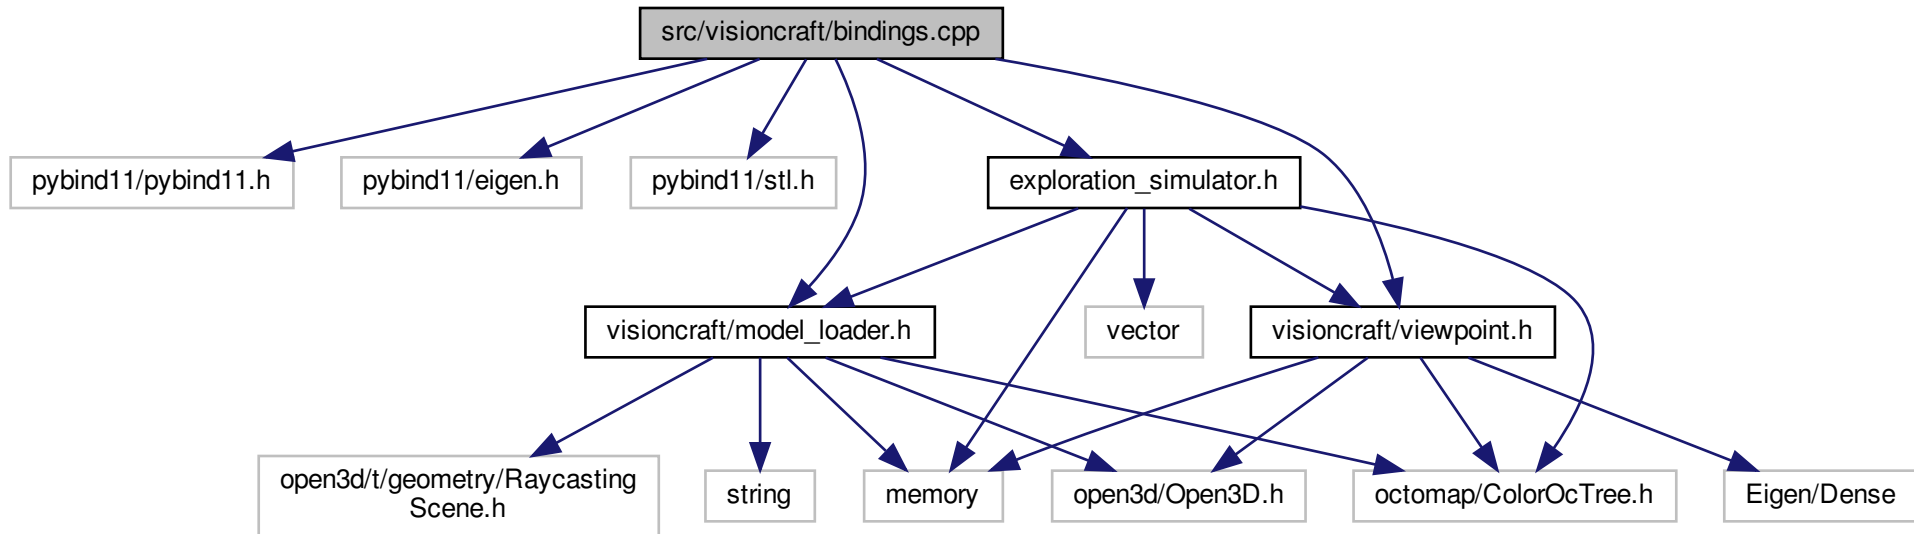 src/visioncraft/bindings.cpp
pybind11/pybind11.h
pybind11/eigen.h
pybind11/stl.h
exploration_simulator.h
visioncraft/model_loader.h
vector
visioncraft/viewpoint.h
open3d/t/geometry/Raycasting
Scene.h
string
memory
open3d/Open3D.h
octomap/ColorOcTree.h
Eigen/Dense